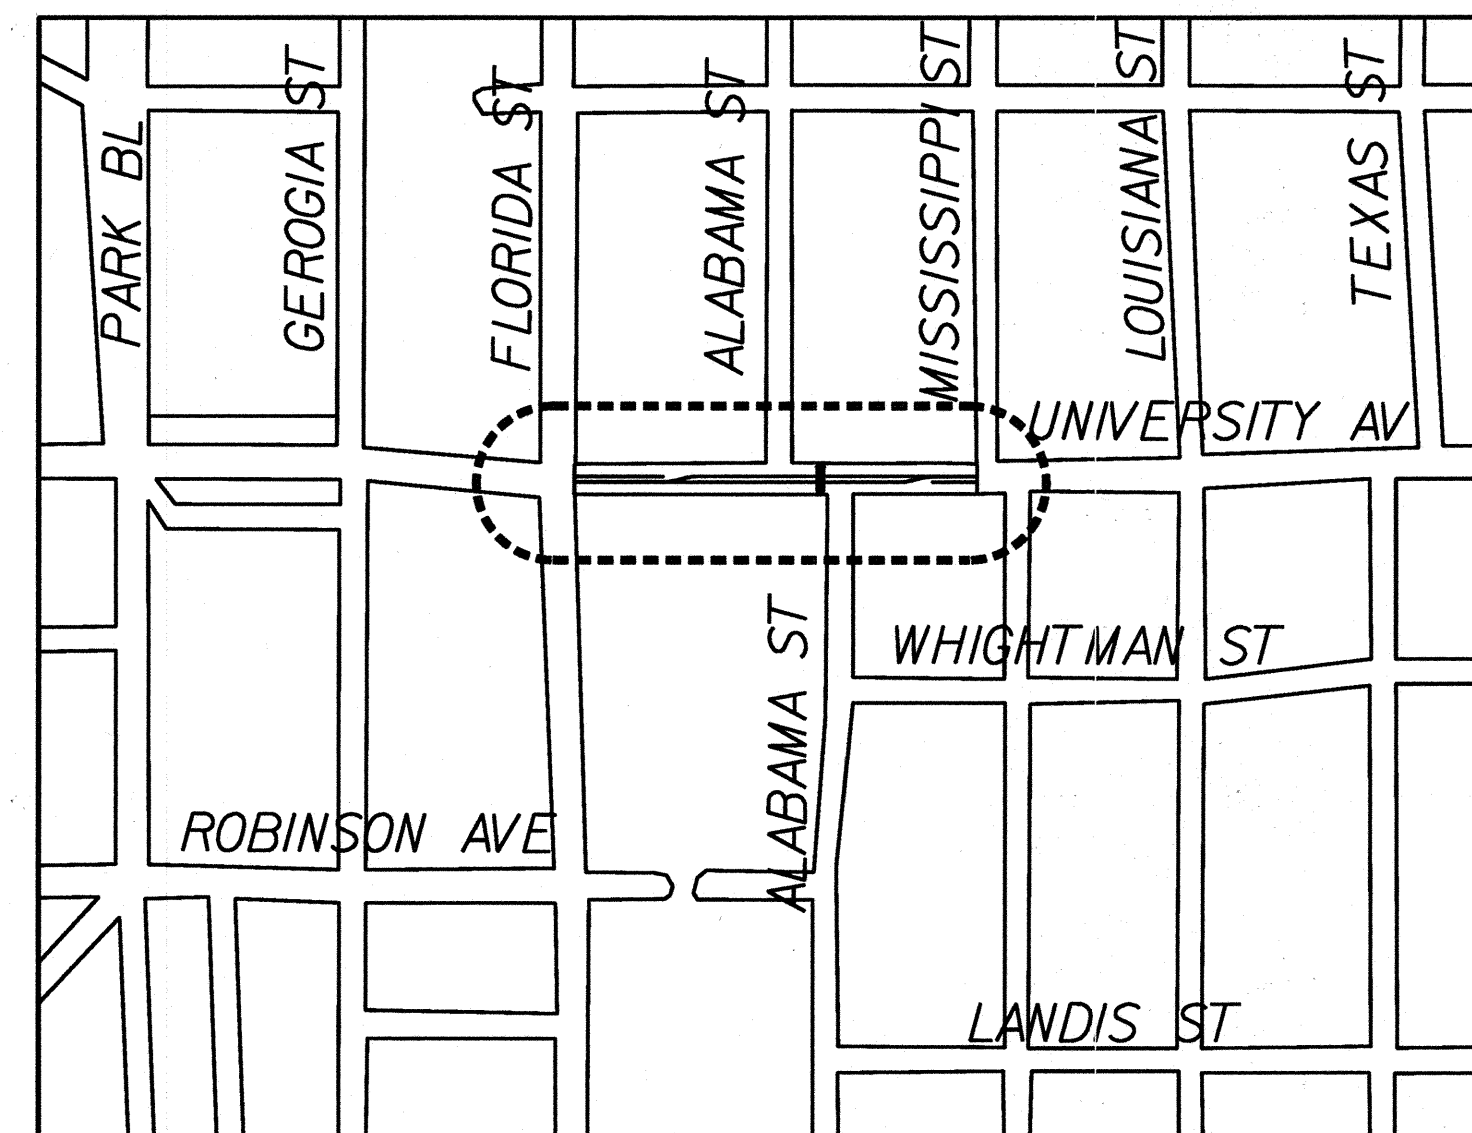 PARK BL
GEROGIA ST
FLORIDA ST
ALABAMA ST
MISSISSIPPI ST
LOUISIANA ST
TEXAS ST
UNIVERSITY AV
WHIGHTMAN ST
ALABAMA ST
ROBINSON AVE
LANDIS ST